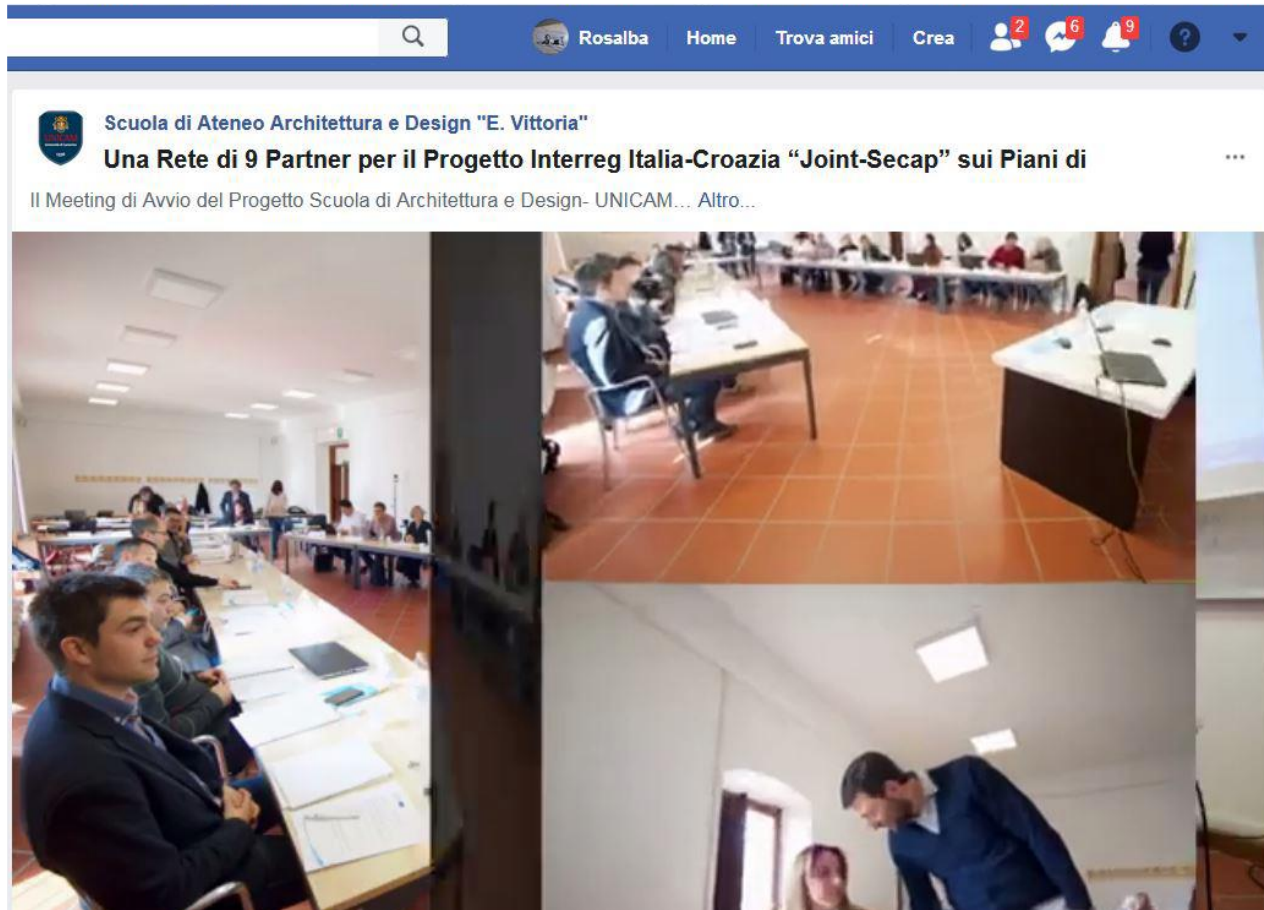 Rosalba Home Trova amici Crea 2 6 9 ?
Scuola di Ateneo Architettura e Design "E. Vittoria"
Una Rete di 9 Partner per il Progetto Interreg Italia-Croazia “Joint-Secap” sui Piani di
Il Meeting di Avvio del Progetto Scuola di Architettura e Design- UNICAM… Altro...
UNICAM